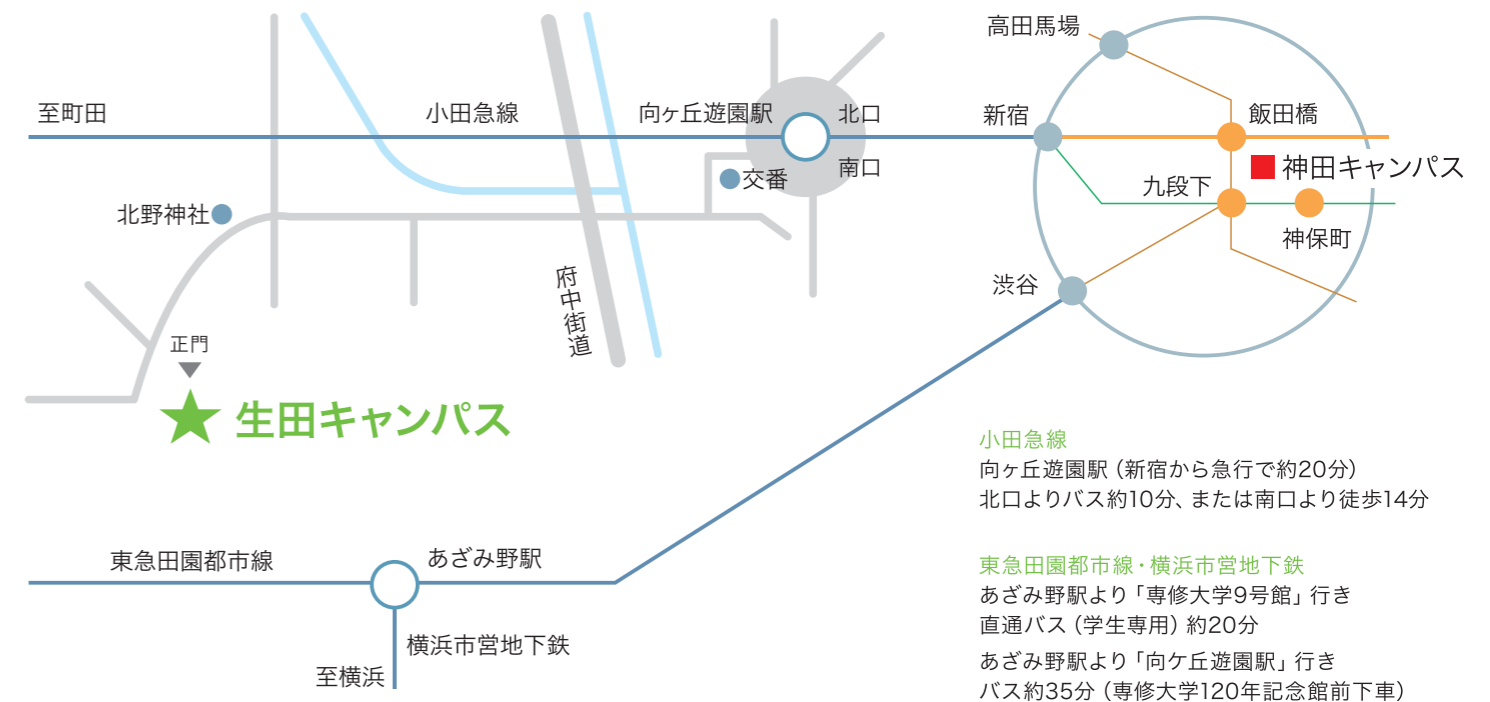 高田馬場
至町田
小田急線
向ヶ丘遊園駅
北口
新宿
飯田橋
南口
神田キャンパス
交番
九段下
北野神社
神保町
府中街道
渋谷
正門
生田キャンパス
小田急線
向ヶ丘遊園駅（新宿から急行で約20分）
北口よりバス約10分、または南口より徒歩14分
東急田園都市線
あざみ野駅
横浜市営地下鉄
至横浜
東急田園都市線・横浜市営地下鉄
あざみ野駅より「専修大学9号館」行き
直通バス（学生専用）約20分
あざみ野駅より「向ケ丘遊園駅」行き
バス約35分（専修大学120年記念館前下車）